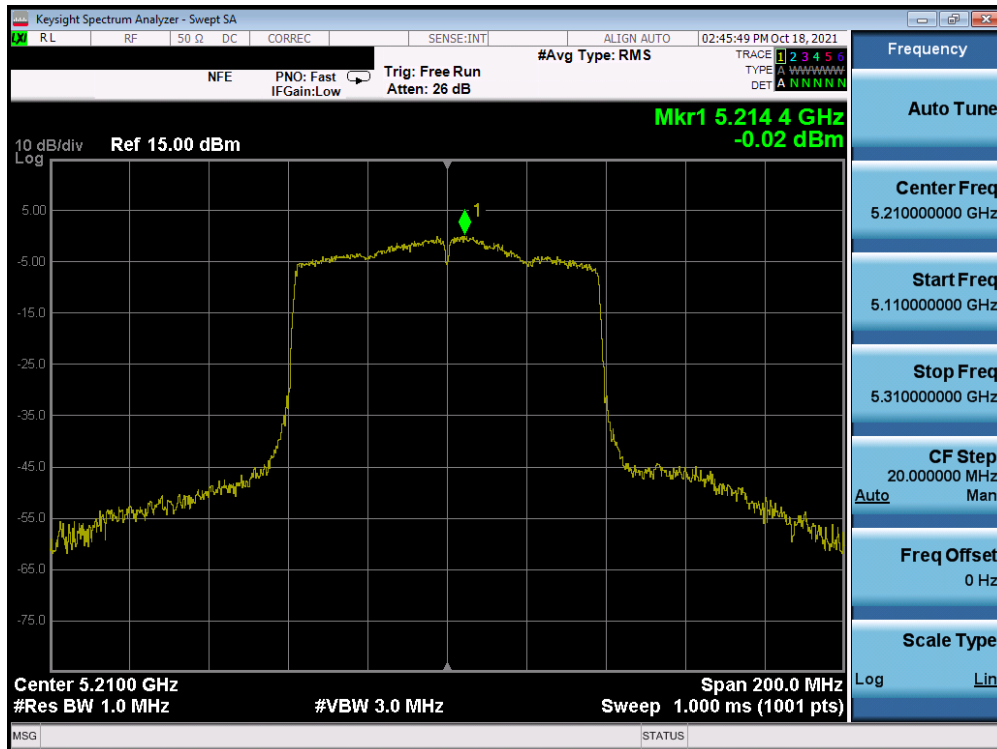 Keysight Spectrum Analyzer - Swept SA
LXI RL RF 50 Ω DC CORREC SENSE:INT ALIGN AUTO 02:45:49 PM Oct 18, 2021
NFE PNO: Fast IFGain:Low Trig: Free Run Atten: 26 dB #Avg Type: RMS
TRACE 1 2 3 4 5 6
TYPE A WWWWW
DET A N N N N N
Mkr1 5.214 4 GHz
-0.02 dBm
10 dB/div Ref 15.00 dBm
Log
1
5.00
-5.00
-15.0
-25.0
-35.0
-45.0
-55.0
-65.0
-75.0
Center 5.2100 GHz Span 200.0 MHz
#Res BW 1.0 MHz #VBW 3.0 MHz Sweep 1.000 ms (1001 pts)
MSG STATUS
Frequency
Auto Tune
Center Freq
5.210000000 GHz
Start Freq
5.110000000 GHz
Stop Freq
5.310000000 GHz
CF Step
20.000000 MHz
Auto Man
Freq Offset
0 Hz
Scale Type
Log Lin